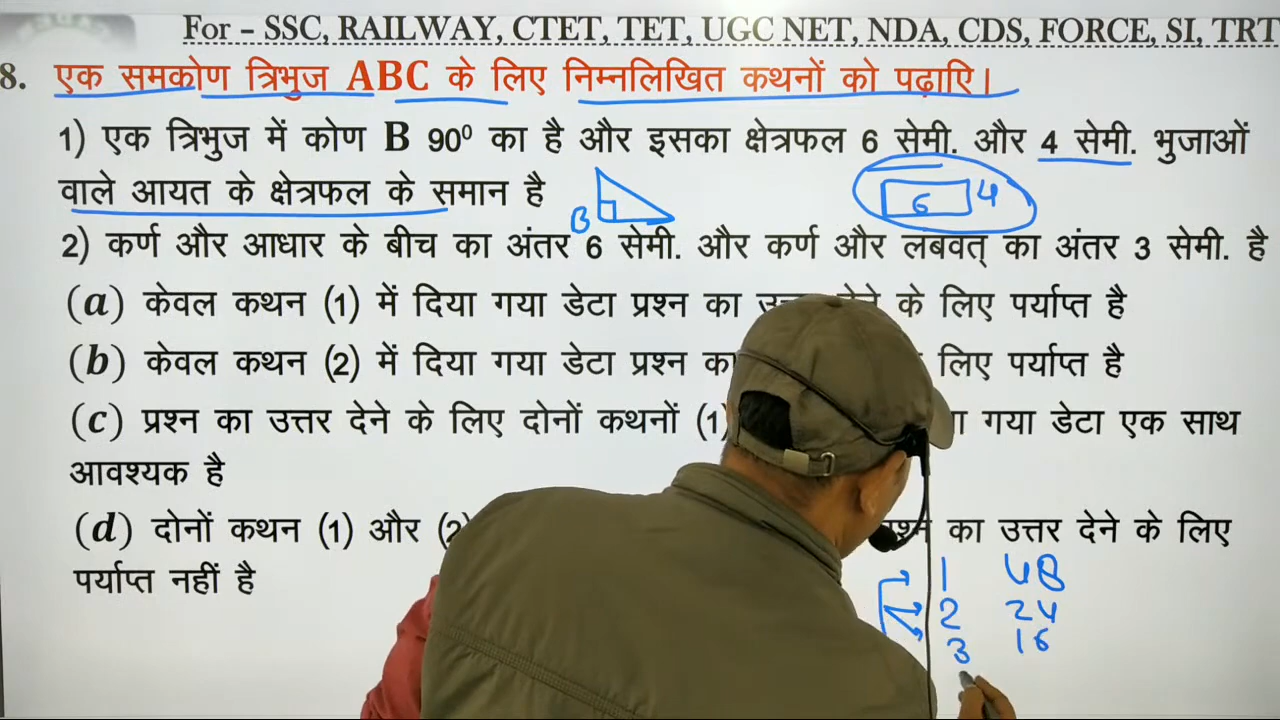 For – SSC, RAILWAY, CTET, TET, UGC NET, NDA, CDS, FORCE, SI, TRT
8. एक समकोण त्रिभुज ABC के लिए निम्नलिखित कथनों को पढ़ाएि।
1) एक त्रिभुज में कोण B 90⁰ का है और इसका क्षेत्रफल 6 सेमी. और 4 सेमी. भुजाओं
वाले आयत के क्षेत्रफल के समान है
B 6 4
2) कर्ण और आधार के बीच का अंतर 6 सेमी. और कर्ण और लबवत् का अंतर 3 सेमी. है
(a) केवल कथन (1) में दिया गया डेटा प्रश्न का के लिए पर्याप्त है
(b) केवल कथन (2) में दिया गया डेटा प्रश्न लिए पर्याप्त है
(c) प्रश्न का उत्तर देने के लिए दोनों कथनों (1) गया डेटा एक साथ
आवश्यक है
(d) दोनों कथन (1) और का उत्तर देने के लिए
पर्याप्त नहीं है
1 48
2 24
3 16